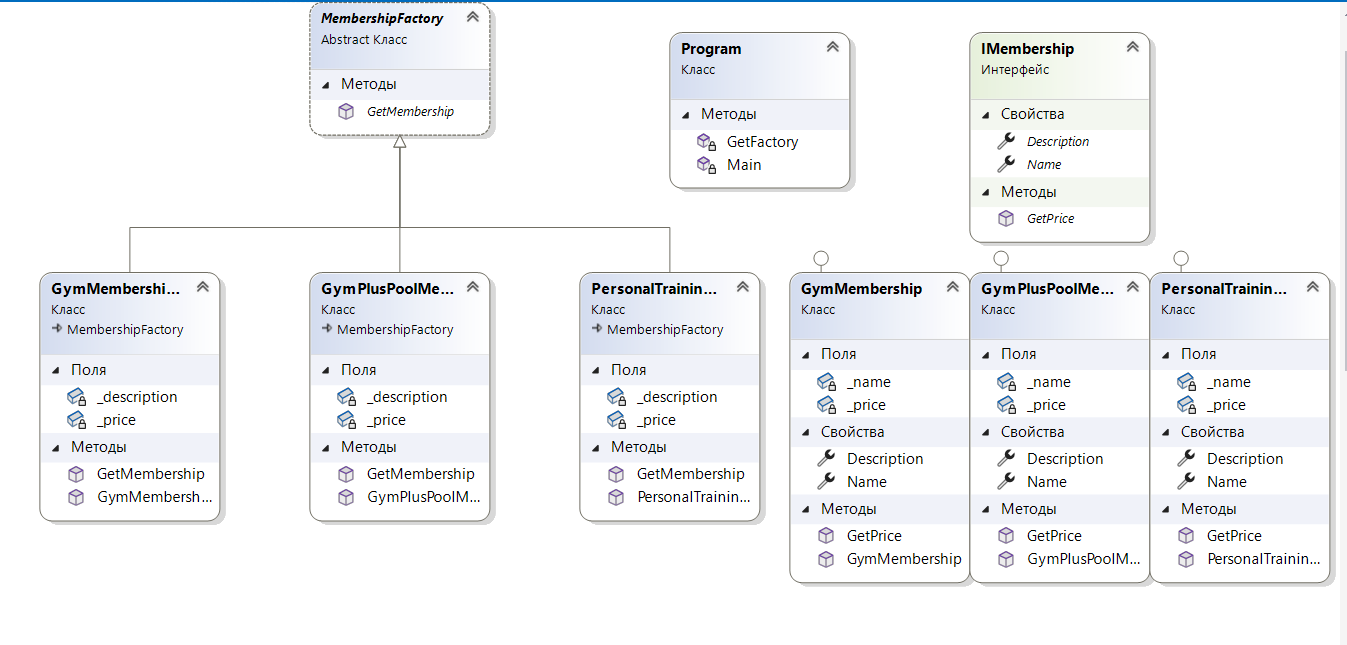 MembershipFactory
Abstract Класс
Методы
GetMembership
Program
Класс
Методы
GetFactory
Main
IMembership
Интерфейс
Свойства
Description
Name
Методы
GetPrice
GymMembershi...
Класс
MembershipFactory
Поля
_description
_price
Методы
GetMembership
GymMembersh...
GymPlusPoolMe...
Класс
MembershipFactory
Поля
_description
_price
Методы
GetMembership
GymPlusPoolM...
PersonalTrainin...
Класс
MembershipFactory
Поля
_description
_price
Методы
GetMembership
PersonalTrainin...
GymMembership
Класс
Поля
_name
_price
Свойства
Description
Name
Методы
GetPrice
GymMembership
GymPlusPoolMe...
Класс
Поля
_name
_price
Свойства
Description
Name
Методы
GetPrice
GymPlusPoolM...
PersonalTrainin...
Класс
Поля
_name
_price
Свойства
Description
Name
Методы
GetPrice
PersonalTrainin...